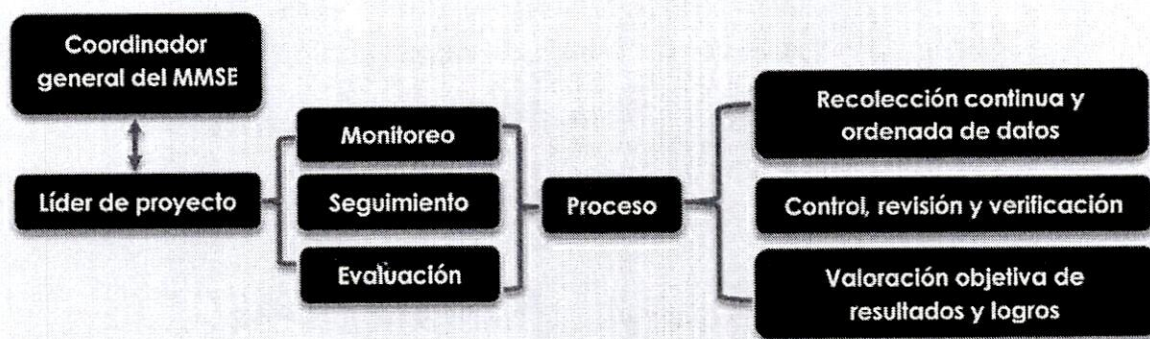 Coordinador
general del MMSE
Líder de proyecto
Monitoreo
Seguimiento
Evaluación
Proceso
Recolección continua y
ordenada de datos
Control, revisión y verificación
Valoración objetiva de
resultados y logros